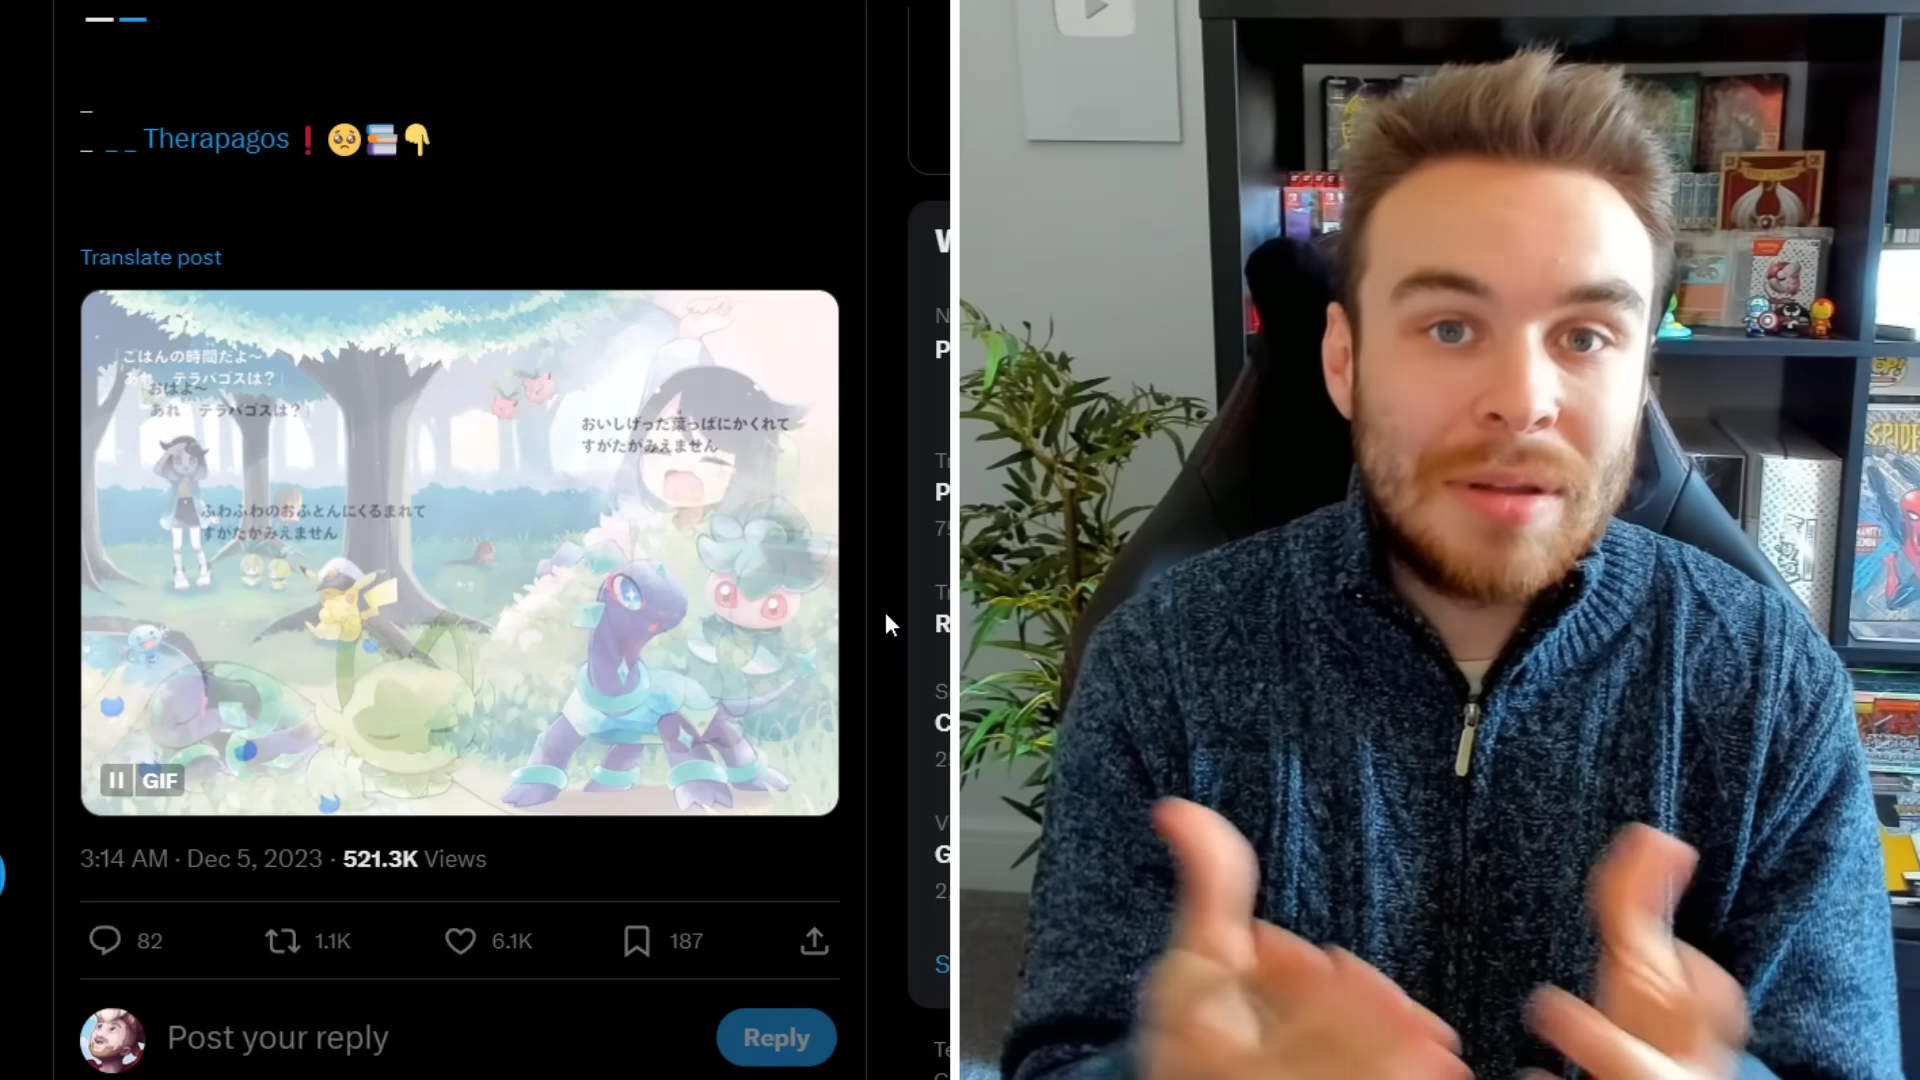 Therapagos❗🥺📚👇
Translate post
ごはんの時間だよ～
あれ テラパゴスは？
おはよ～
あれ テラパゴスは？
おいしげった葉っぱにかくれて
すがたがみえません
ふわふわのおふとんにくるまれて
すがたがみえません
GIF
3:14 AM · Dec 5, 2023 · 521.3K Views
82 1.1K 6.1K 187
Post your reply
Reply